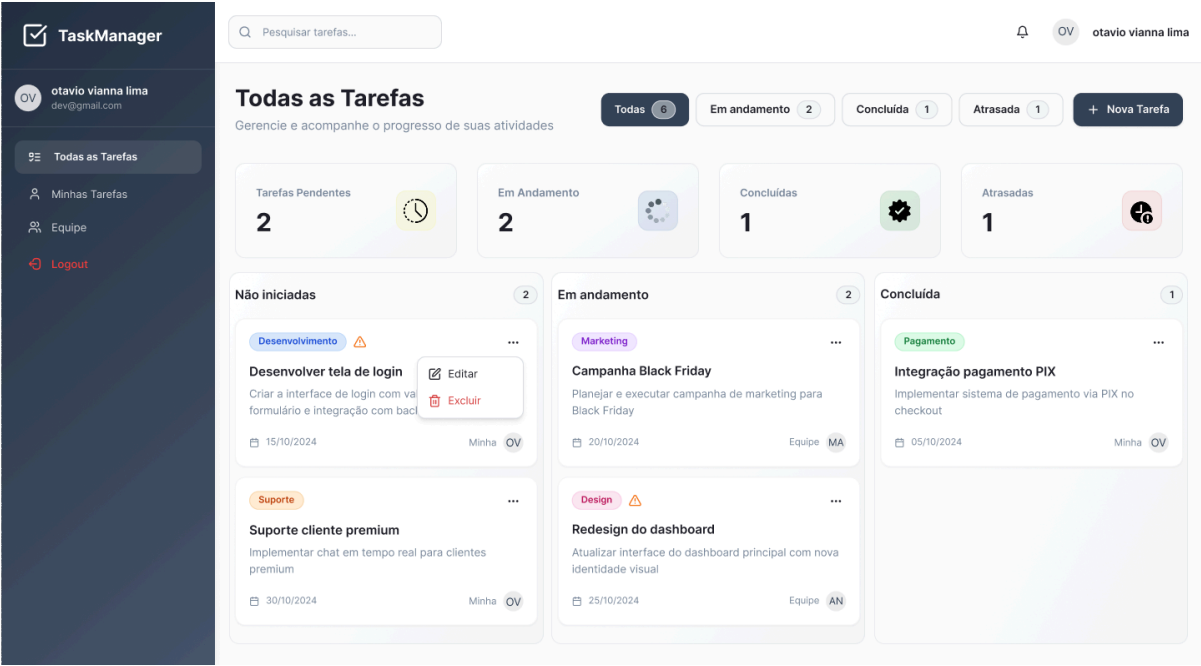 TaskManager
OV
otavio vianna lima
dev@gmail.com
Todas as Tarefas
Minhas Tarefas
Equipe
Logout
Pesquisar tarefas...
OV
otavio vianna lima
Todas as Tarefas
Gerencie e acompanhe o progresso de suas atividades
Todas 6
Em andamento 2
Concluída 1
Atrasada 1
+ Nova Tarefa
Tarefas Pendentes
2
Em Andamento
2
Concluídas
1
Atrasadas
1
Não iniciadas 2
Desenvolvimento
...
Desenvolver tela de login
Criar a interface de login com
formulário e integração com
15/10/2024
Minha OV
Editar
Excluir
Suporte
...
Suporte cliente premium
Implementar chat em tempo real para clientes
premium
30/10/2024
Minha OV
Em andamento 2
Marketing
...
Campanha Black Friday
Planejar e executar campanha de marketing para
Black Friday
20/10/2024
Equipe MA
Design
...
Redesign do dashboard
Atualizar interface do dashboard principal com nova
identidade visual
25/10/2024
Equipe AN
Concluída 1
Pagamento
...
Integração pagamento PIX
Implementar sistema de pagamento via PIX no
checkout
05/10/2024
Minha OV